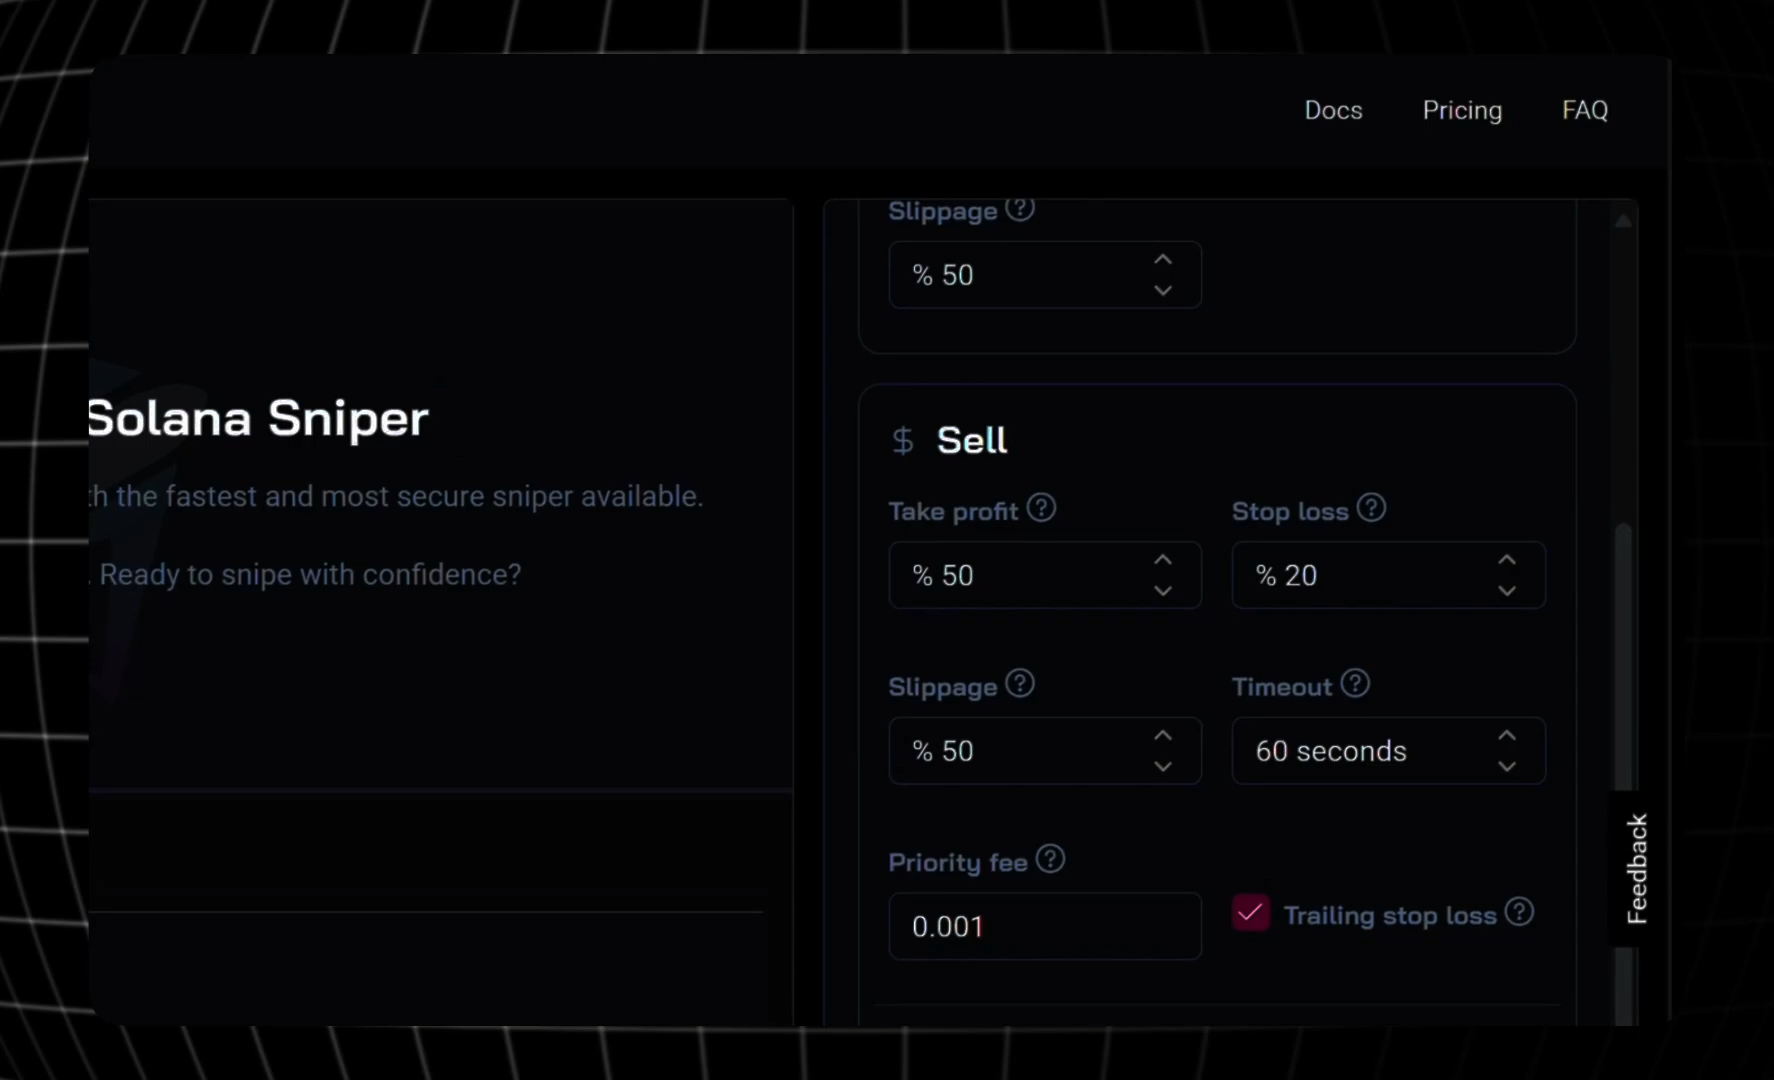 Docs Pricing FAQ
Slippage
% 50
Solana Sniper
th the fastest and most secure sniper available.
. Ready to snipe with confidence?
$ Sell
Take profit Stop loss
% 50 % 20
Slippage Timeout
% 50 60 seconds
Priority fee
0.001 Trailing stop loss
Feedback